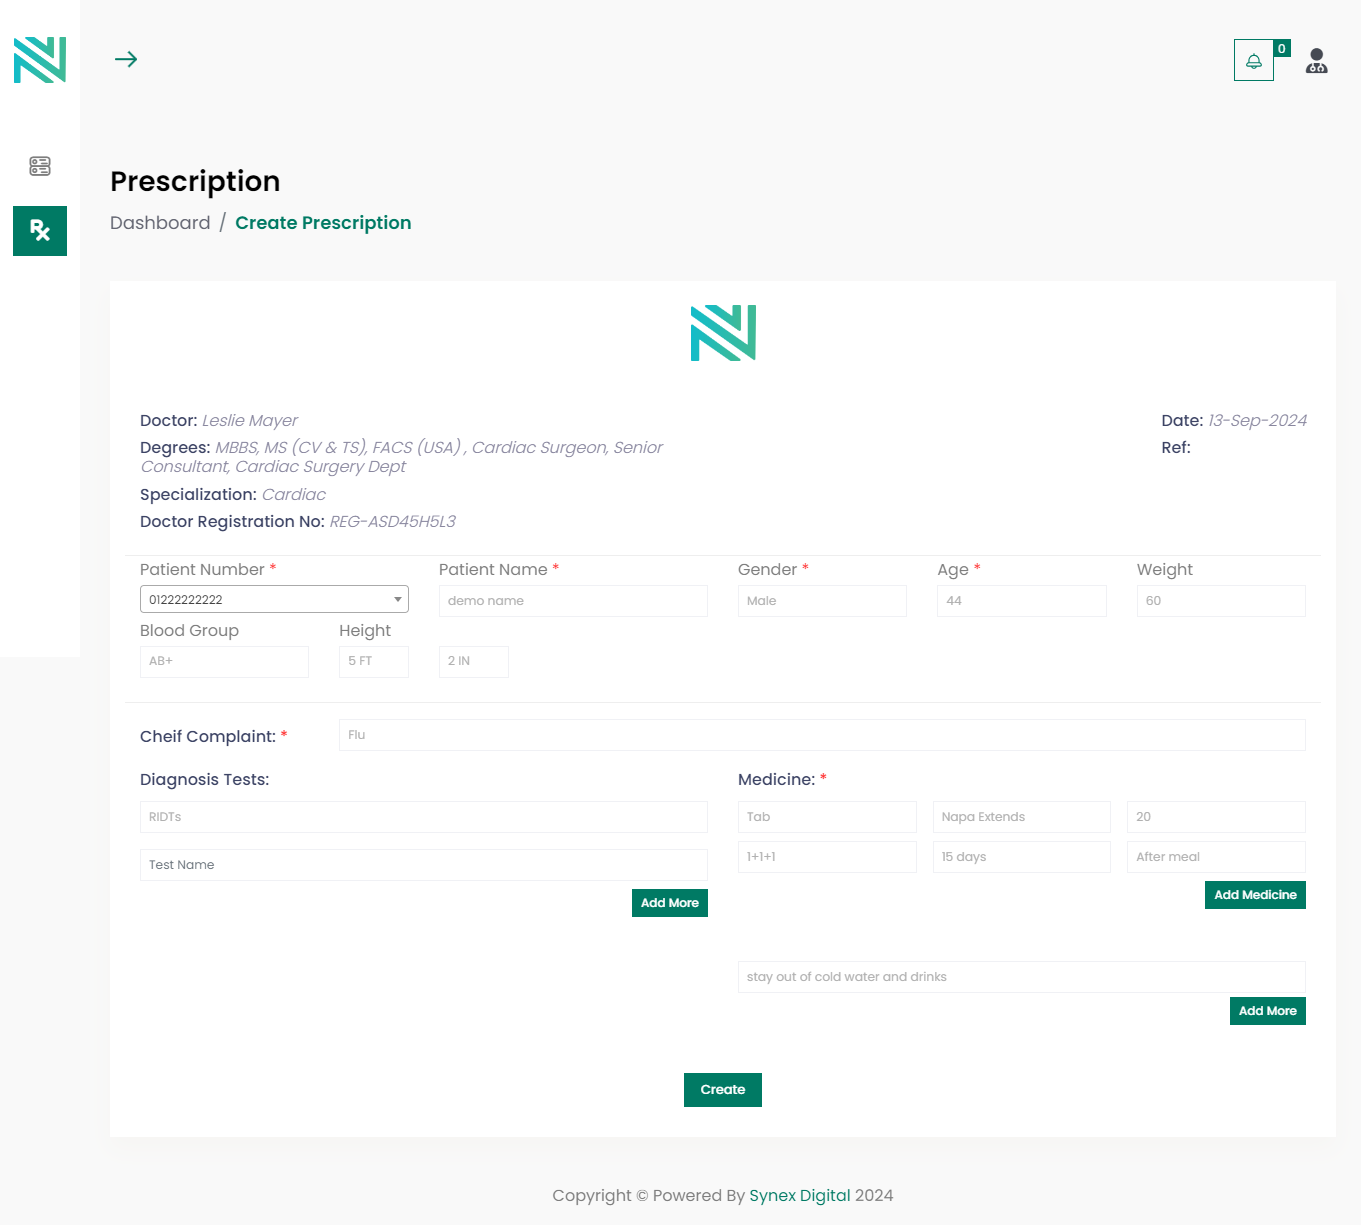 0
Rx
Prescription
Dashboard / Create Prescription
Doctor: Leslie Mayer
Date: 13-Sep-2024
Degrees: MBBS, MS (CV & TS), FACS (USA) , Cardiac Surgeon, Senior
Consultant, Cardiac Surgery Dept
Ref:
Specialization: Cardiac
Doctor Registration No: REG-ASD45H5L3
Patient Number * Patient Name * Gender * Age * Weight
01222222222 demo name Male 44 60
Blood Group Height
AB+ 5 FT 2 IN
Cheif Complaint: * Flu
Diagnosis Tests:
RIDTs
Test Name
Add More
Medicine: *
Tab Napa Extends 20
1+1+1 15 days After meal
Add Medicine
stay out of cold water and drinks
Add More
Create
Copyright © Powered By Synex Digital 2024